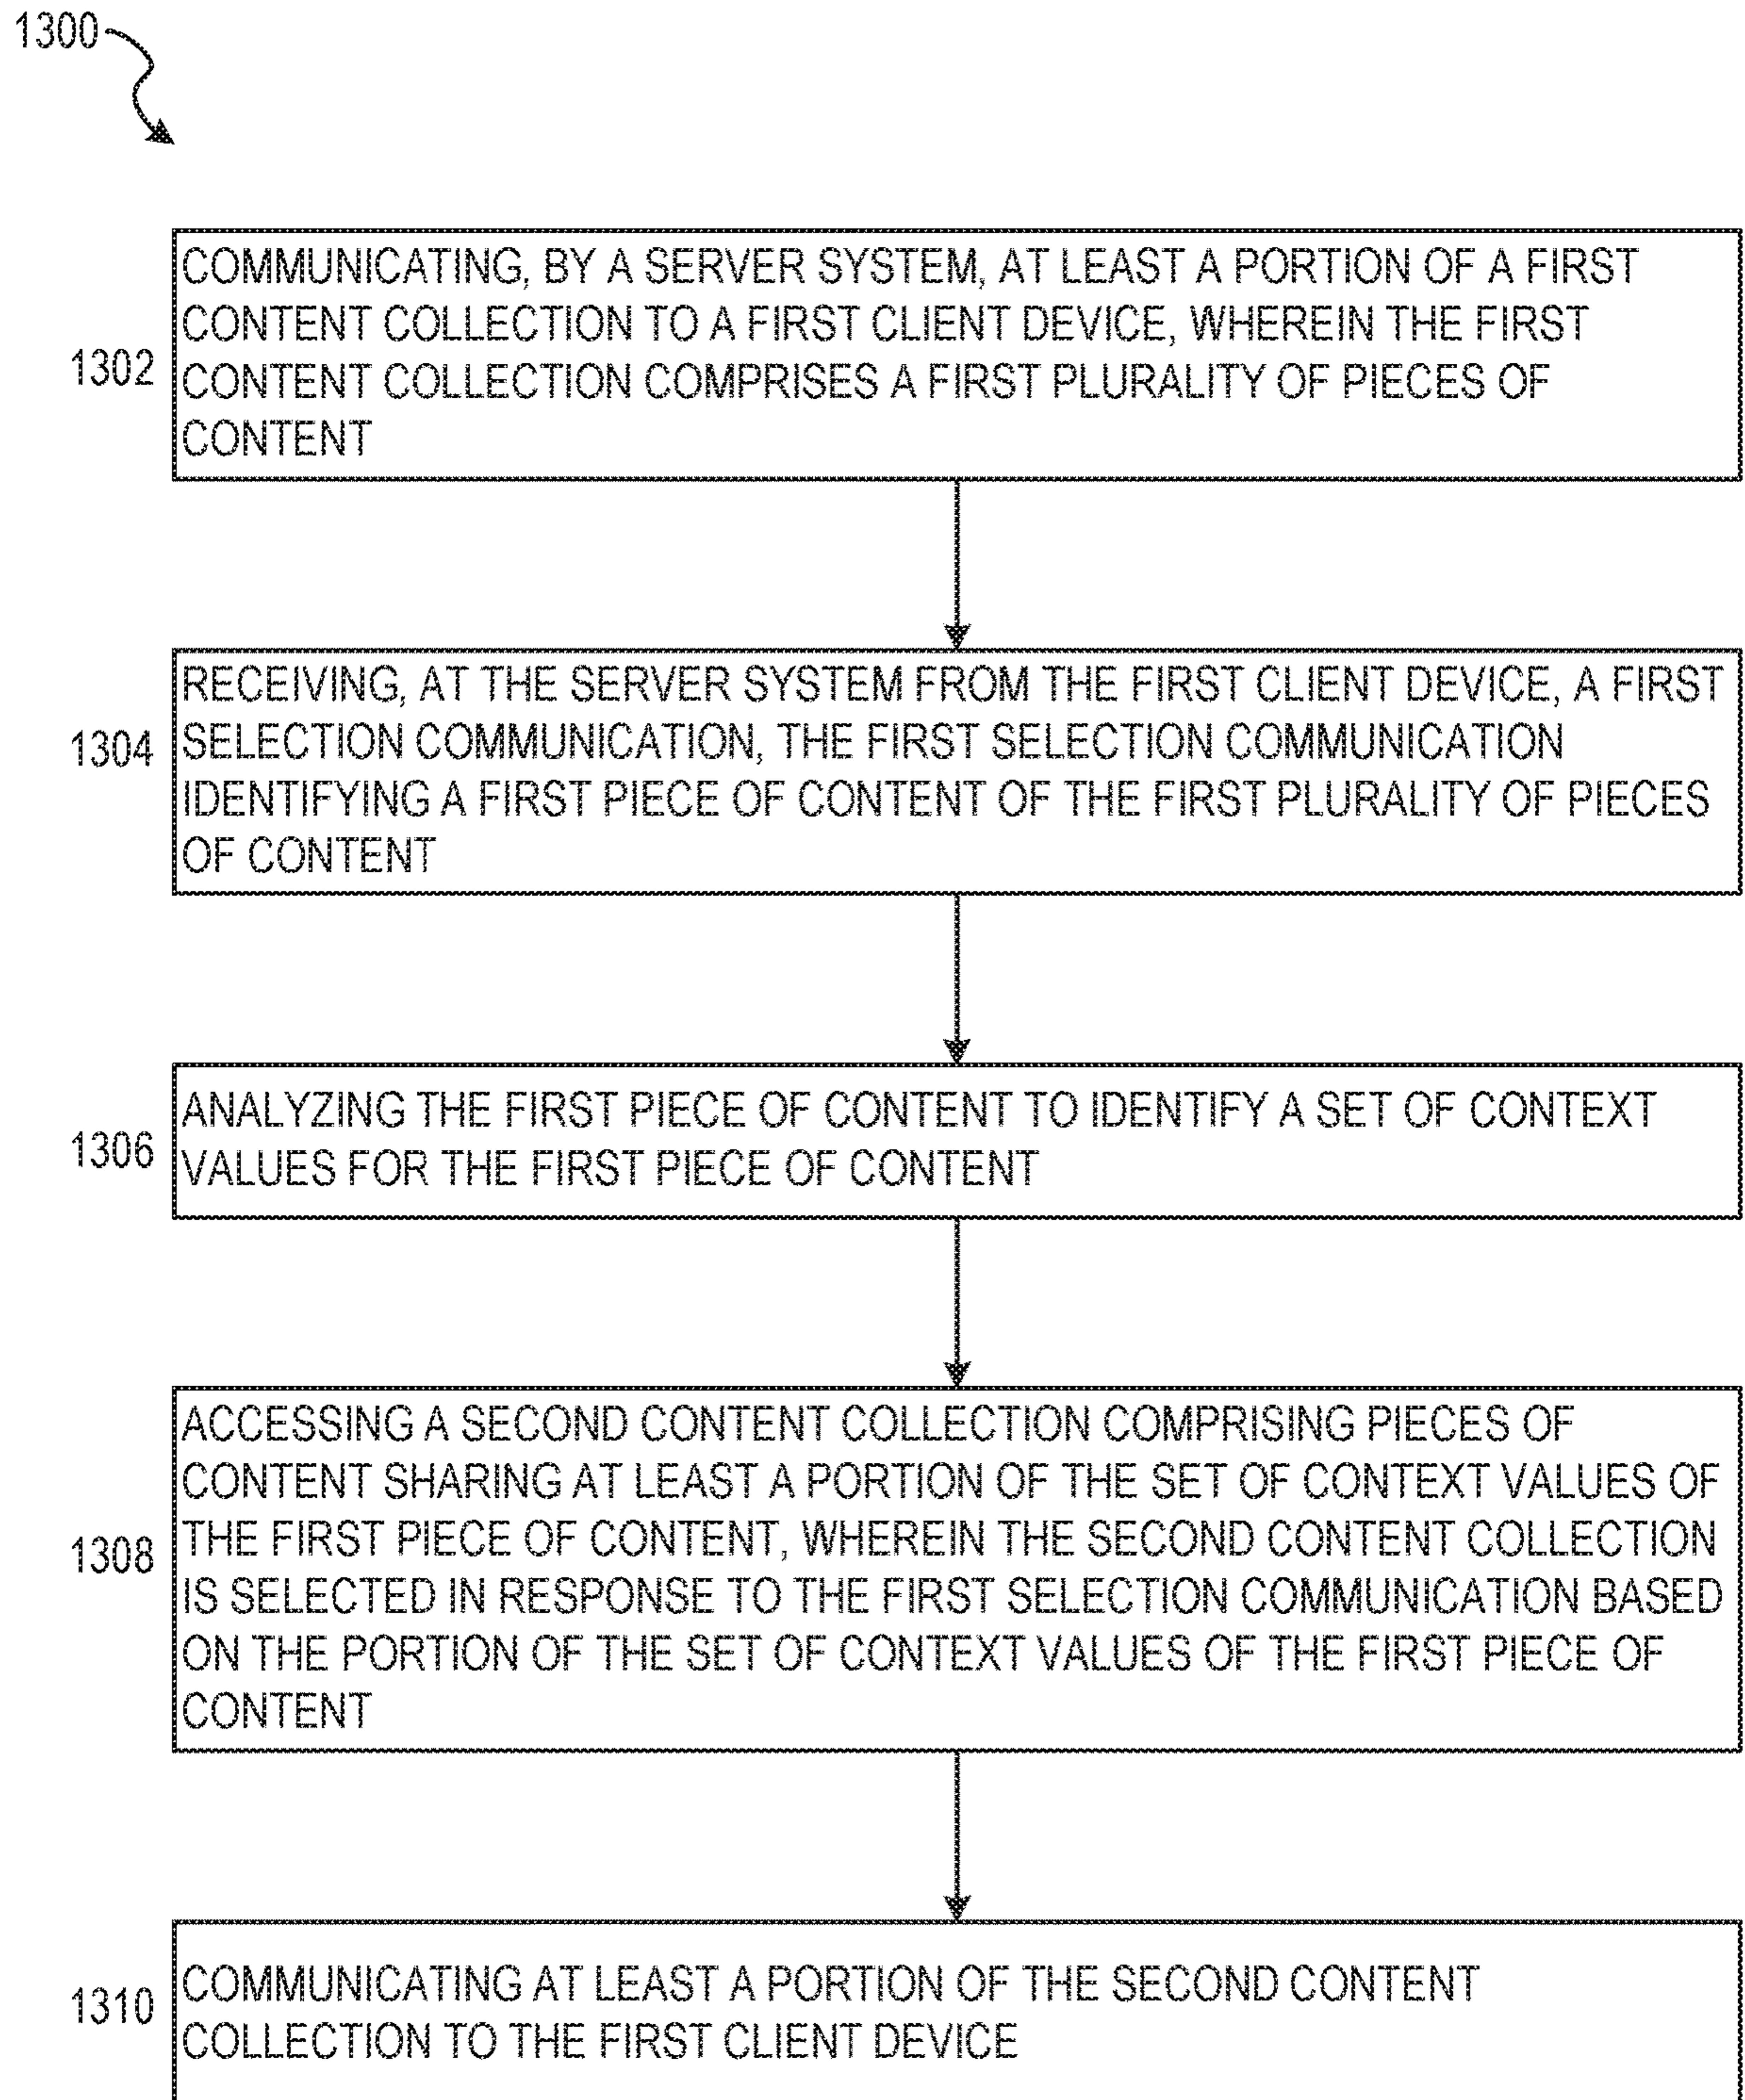 1300
1302
COMMUNICATING, BY A SERVER SYSTEM, AT LEAST A PORTION OF A FIRST
CONTENT COLLECTION TO A FIRST CLIENT DEVICE, WHEREIN THE FIRST
CONTENT COLLECTION COMPRISES A FIRST PLURALITY OF PIECES OF
CONTENT
1304
RECEIVING, AT THE SERVER SYSTEM FROM THE FIRST CLIENT DEVICE, A FIRST
SELECTION COMMUNICATION, THE FIRST SELECTION COMMUNICATION
IDENTIFYING A FIRST PIECE OF CONTENT OF THE FIRST PLURALITY OF PIECES
OF CONTENT
1306
ANALYZING THE FIRST PIECE OF CONTENT TO IDENTIFY A SET OF CONTEXT
VALUES FOR THE FIRST PIECE OF CONTENT
1308
ACCESSING A SECOND CONTENT COLLECTION COMPRISING PIECES OF
CONTENT SHARING AT LEAST A PORTION OF THE SET OF CONTEXT VALUES OF
THE FIRST PIECE OF CONTENT, WHEREIN THE SECOND CONTENT COLLECTION
IS SELECTED IN RESPONSE TO THE FIRST SELECTION COMMUNICATION BASED
ON THE PORTION OF THE SET OF CONTEXT VALUES OF THE FIRST PIECE OF
CONTENT
1310
COMMUNICATING AT LEAST A PORTION OF THE SECOND CONTENT
COLLECTION TO THE FIRST CLIENT DEVICE